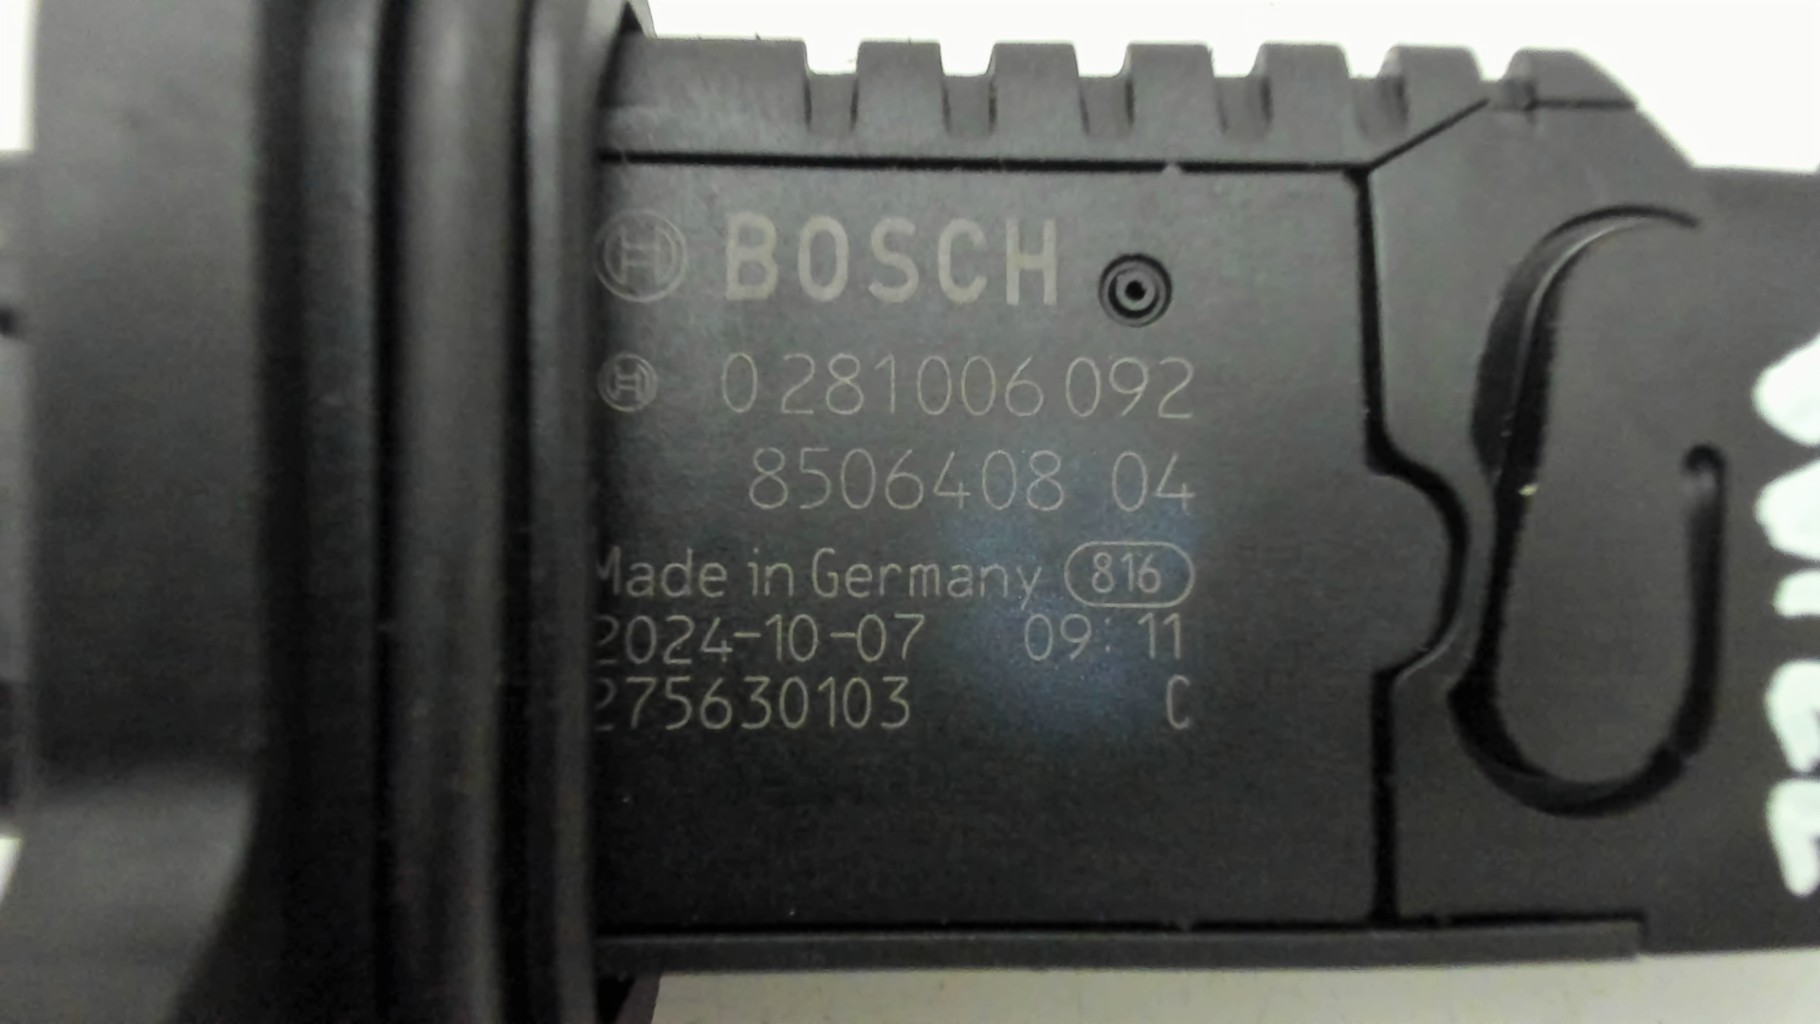 BOSCH
0 281 006 092
8506408 04
Made in Germany 816
2024-10-07 09:11
275630103 C